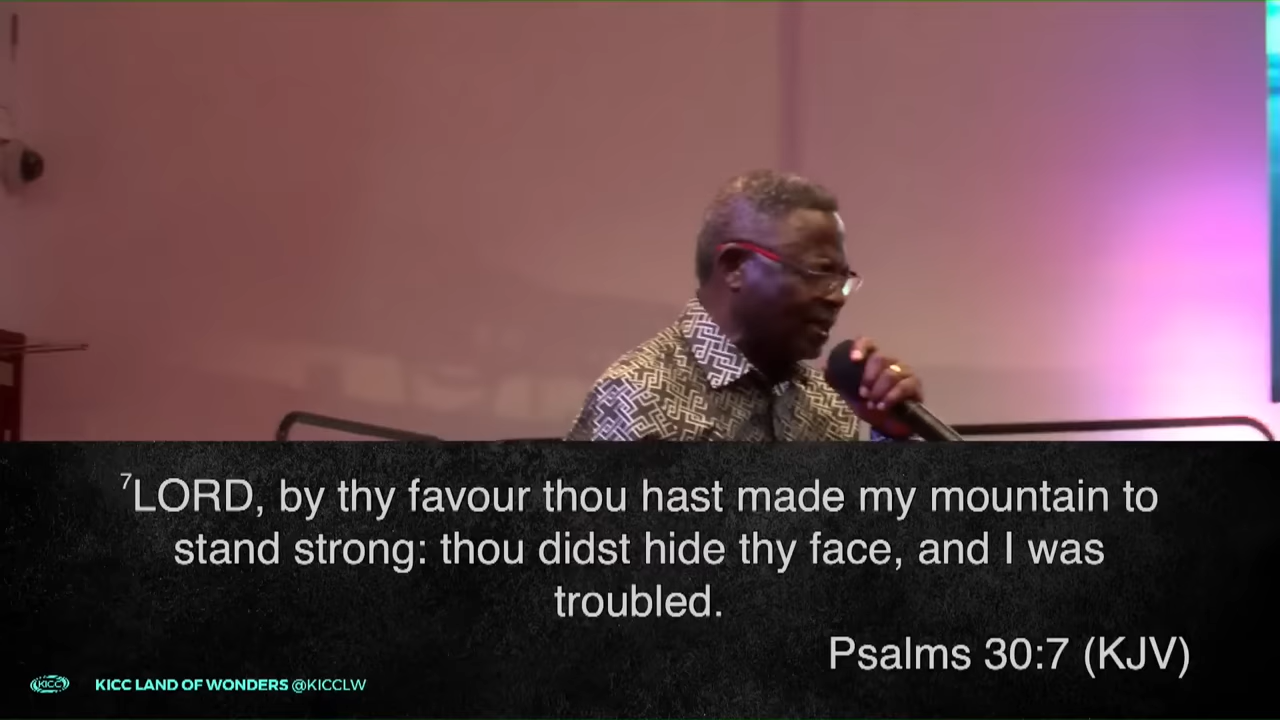 ⁷LORD, by thy favour thou hast made my mountain to
stand strong: thou didst hide thy face, and I was
troubled.
Psalms 30:7 (KJV)
KICC KICC LAND OF WONDERS @KICCLW